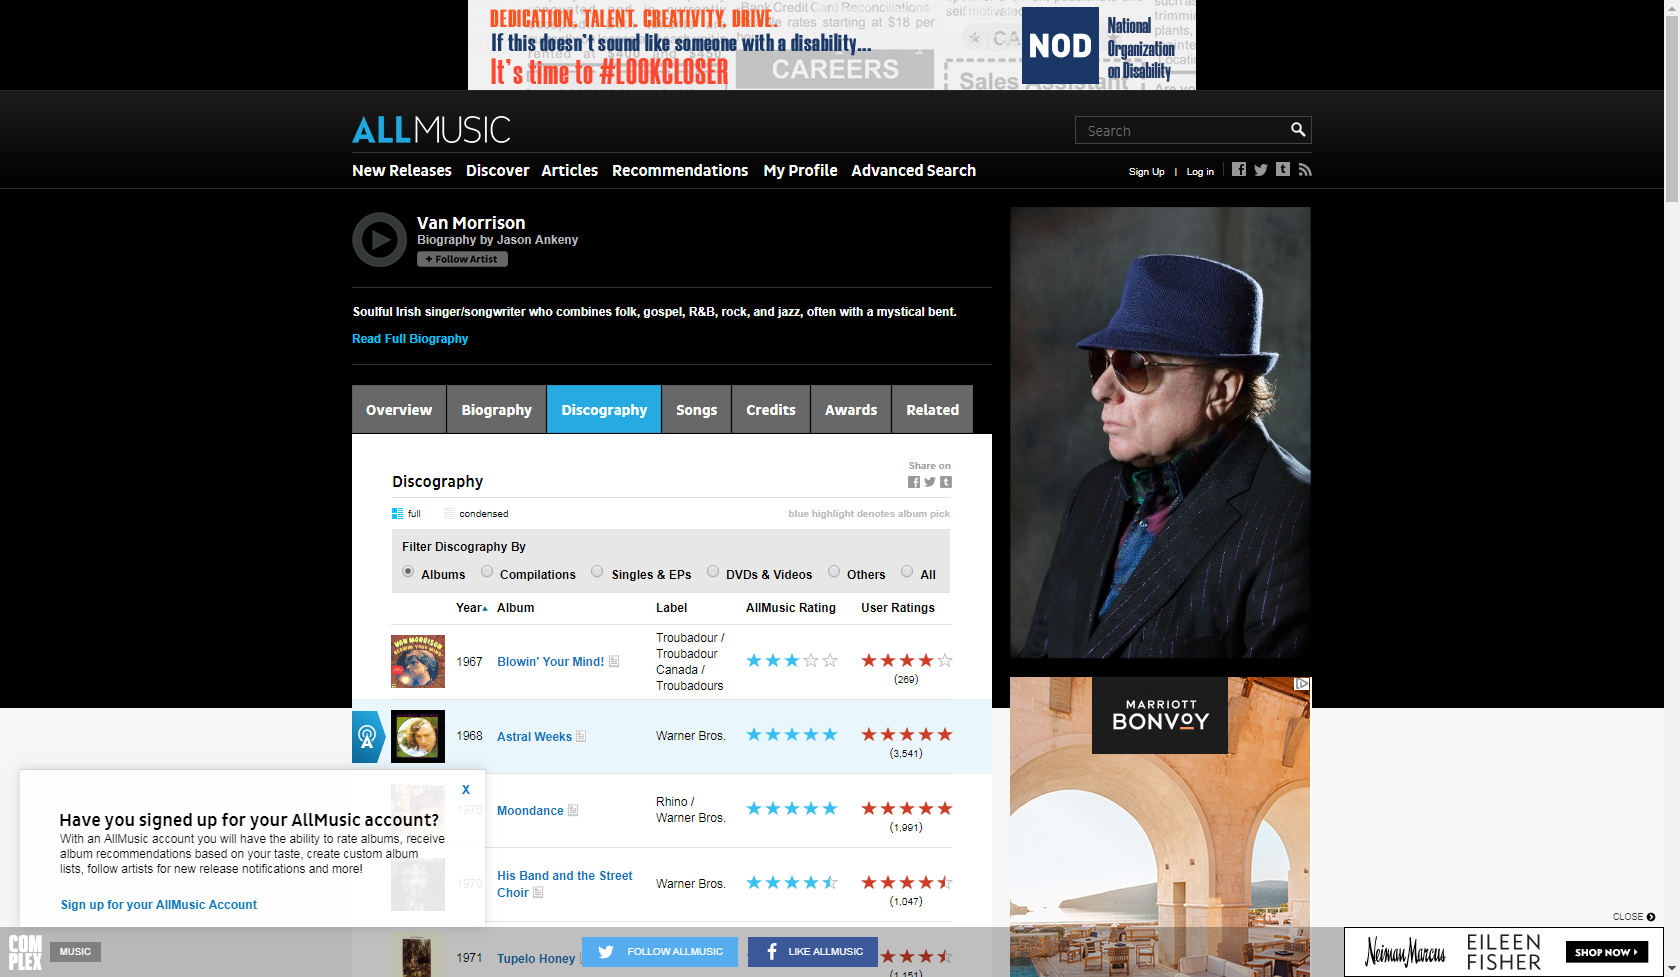 DEDICATION. TALENT. CREATIVITY. DRIVE.
If this doesn't sound like someone with a disability...
It's time to #LOOKCLOSER
CAREERS
NOD
National
Organization
on Disability
ALLMUSIC
Search
New Releases Discover Articles Recommendations My Profile Advanced Search
Sign Up | Log in
Van Morrison
Biography by Jason Ankeny
+ Follow Artist
Soulful Irish singer/songwriter who combines folk, gospel, R&B, rock, and jazz, often with a mystical bent.
Read Full Biography
Overview Biography Discography Songs Credits Awards Related
Share on
Discography
full condensed blue highlight denotes album pick
Filter Discography By
Albums Compilations Singles & EPs DVDs & Videos Others All
Year Album Label AllMusic Rating User Ratings
1967 Blowin' Your Mind! Troubadour / Troubadour Canada / Troubadours (269)
1968 Astral Weeks Warner Bros. (3,541)
1970 Moondance Rhino / Warner Bros. (1,991)
1970 His Band and the Street Choir Warner Bros. (1,047)
1971 Tupelo Honey (1,151)
X
Have you signed up for your AllMusic account?
With an AllMusic account you will have the ability to rate albums, receive
album recommendations based on your taste, create custom album
lists, follow artists for new release notifications and more!
Sign up for your AllMusic Account
MARRIOTT
BONVOY
CLOSE
COMPLEX
MUSIC
FOLLOW ALLMUSIC
LIKE ALLMUSIC
Neiman Marcus
EILEEN
FISHER
SHOP NOW